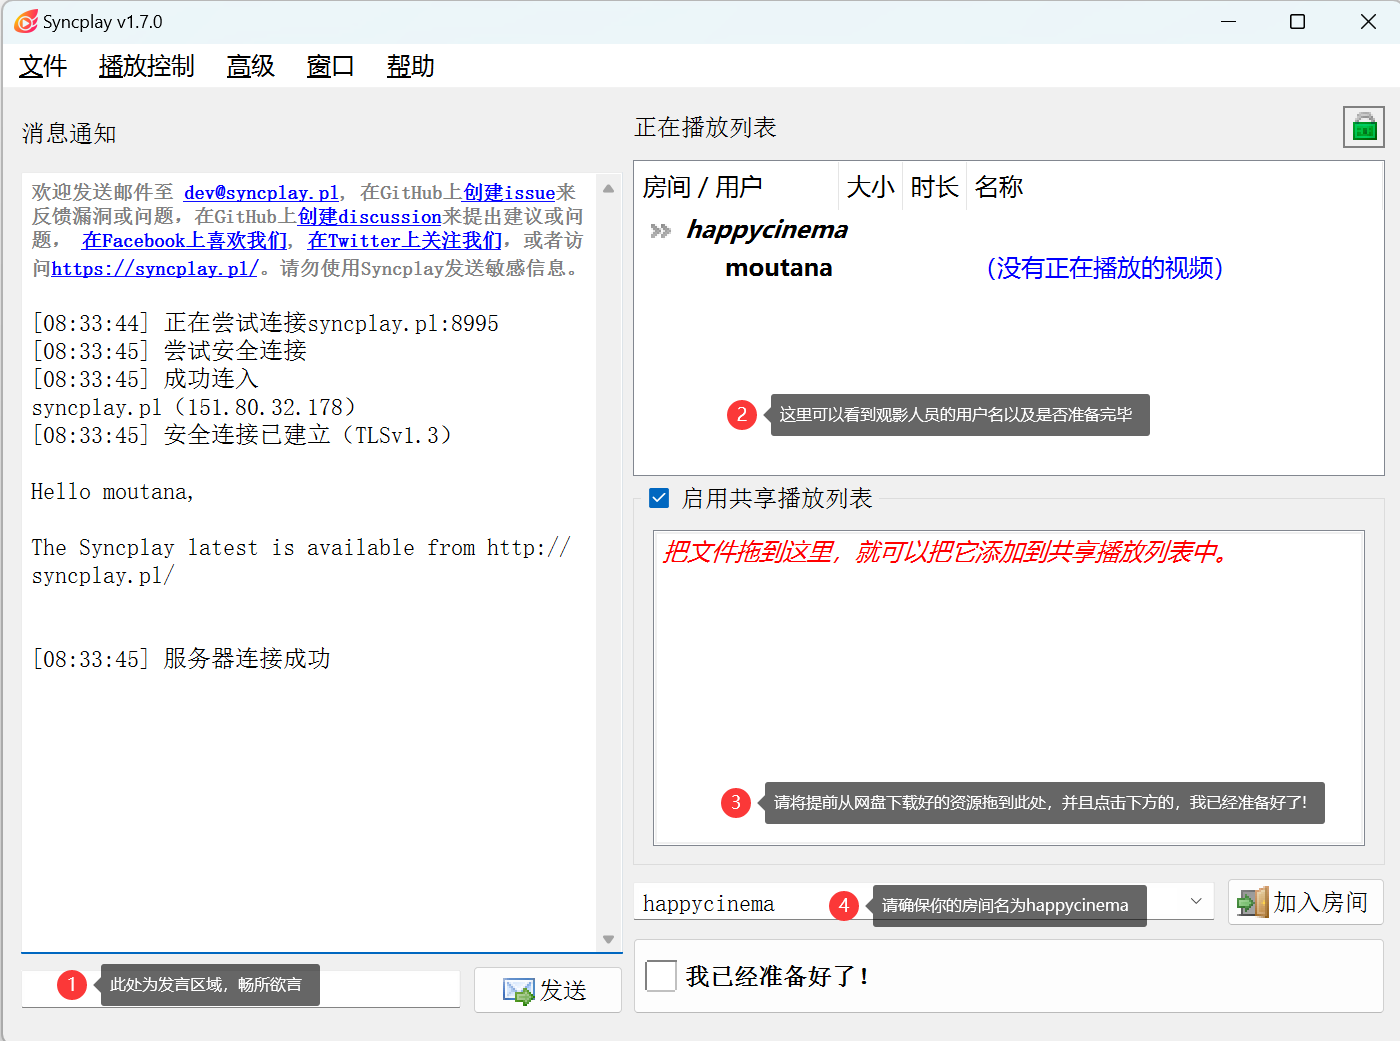 Syncplay v1.7.0
文件 播放控制 高级 窗口 帮助
消息通知
欢迎发送邮件至 dev@syncplay.pl，在GitHub上创建issue来
反馈漏洞或问题，在GitHub上创建discussion来提出建议或问
题， 在Facebook上喜欢我们，在Twitter上关注我们，或者访
问https://syncplay.pl/。请勿使用Syncplay发送敏感信息。
[08:33:44] 正在尝试连接syncplay.pl:8995
[08:33:45] 尝试安全连接
[08:33:45] 成功连入
syncplay.pl（151.80.32.178）
[08:33:45] 安全连接已建立（TLSv1.3）
Hello moutana,
The Syncplay latest is available from http://
syncplay.pl/
[08:33:45] 服务器连接成功
1 此处为发言区域，畅所欲言
发送
正在播放列表
房间 / 用户 大小 时长 名称
happycinema
moutana （没有正在播放的视频）
2 这里可以看到观影人员的用户名以及是否准备完毕
启用共享播放列表
把文件拖到这里，就可以把它添加到共享播放列表中。
3 请将提前从网盘下载好的资源拖到此处，并且点击下方的，我已经准备好了！
happycinema 4 请确保你的房间名为happycinema
加入房间
我已经准备好了！